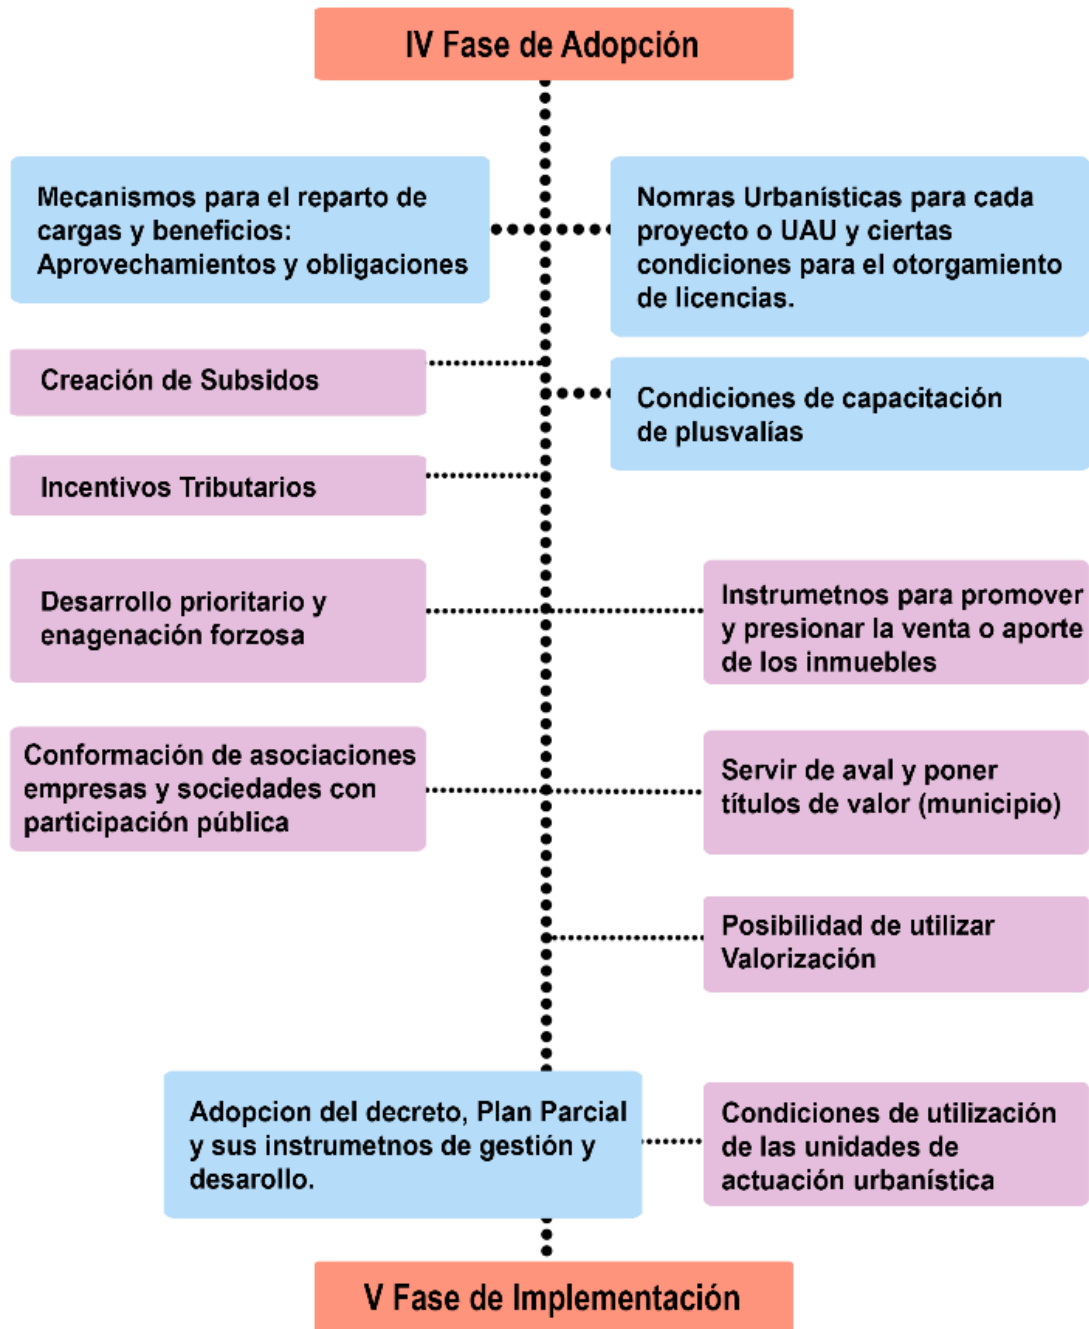 IV Fase de Adopción
Mecanismos para el reparto de
cargas y beneficios:
Aprovechamientos y obligaciones
Nomras Urbanísticas para cada
proyecto o UAU y ciertas
condiciones para el otorgamiento
de licencias.
Creación de Subsidos
Condiciones de capacitación
de plusvalías
Incentivos Tributarios
Desarrollo prioritario y
enagenación forzosa
Instrumetnos para promover
y presionar la venta o aporte
de los inmuebles
Conformación de asociaciones
empresas y sociedades con
participación pública
Servir de aval y poner
títulos de valor (municipio)
Posibilidad de utilizar
Valorización
Adopcion del decreto, Plan Parcial
y sus instrumetnos de gestión y
desarollo.
Condiciones de utilización
de las unidades de
actuación urbanística
V Fase de Implementación